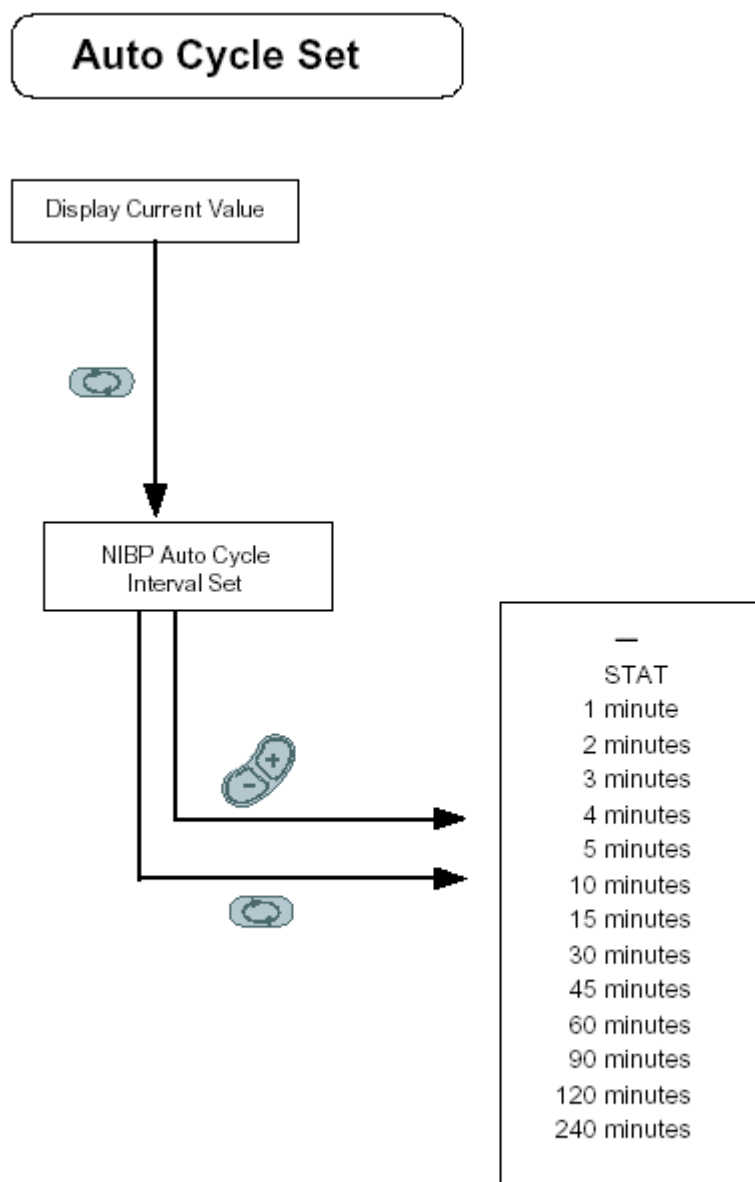 Auto Cycle Set
Display Current Value
NIBP Auto Cycle
Interval Set
+
-
—
STAT
1 minute
2 minutes
3 minutes
4 minutes
5 minutes
10 minutes
15 minutes
30 minutes
45 minutes
60 minutes
90 minutes
120 minutes
240 minutes